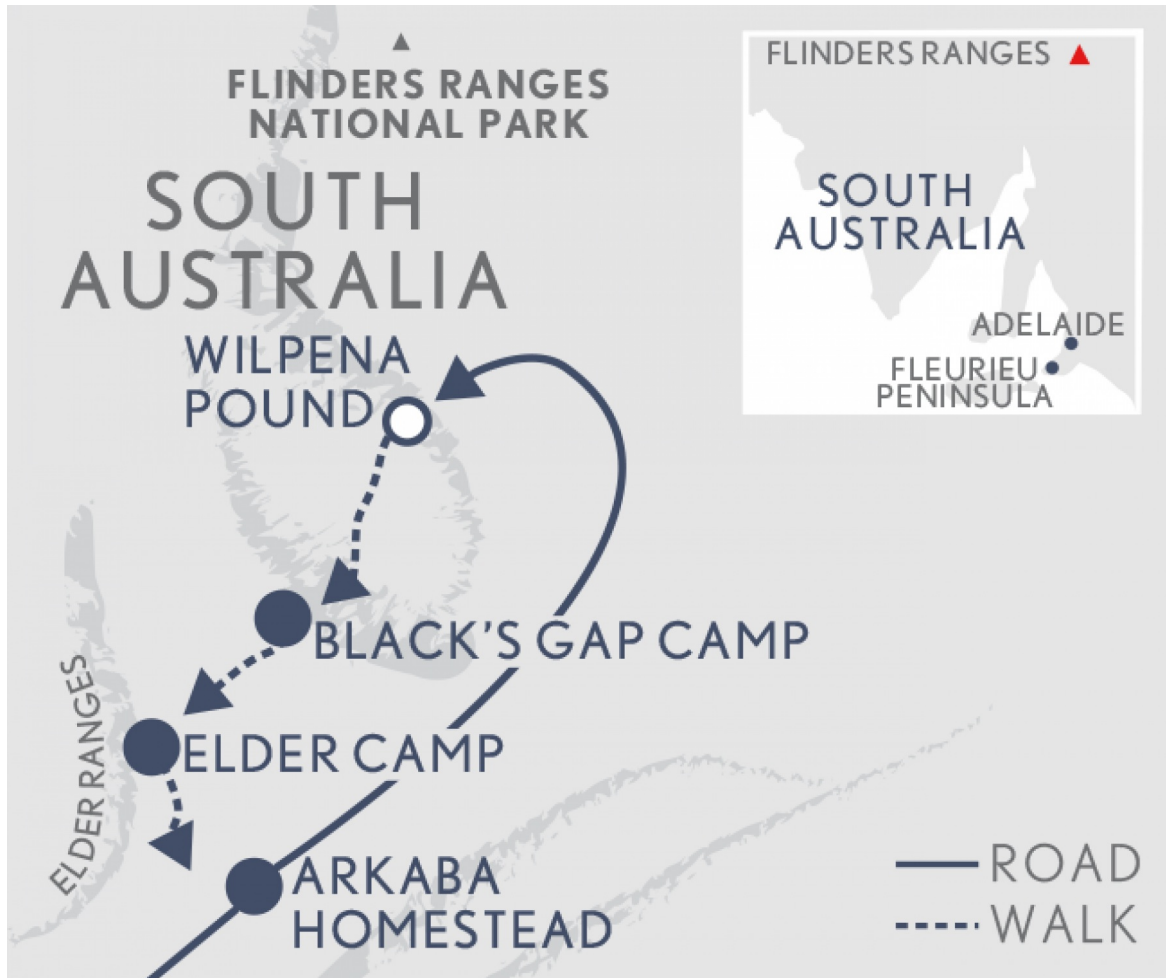 FLINDERS RANGES
NATIONAL PARK
SOUTH
AUSTRALIA
WILPENA
POUND
BLACK'S GAP CAMP
ELDER CAMP
ELDER RANGES
ARKABA
HOMESTEAD
FLINDERS RANGES
SOUTH
AUSTRALIA
ADELAIDE
FLEURIEU
PENINSULA
ROAD
WALK